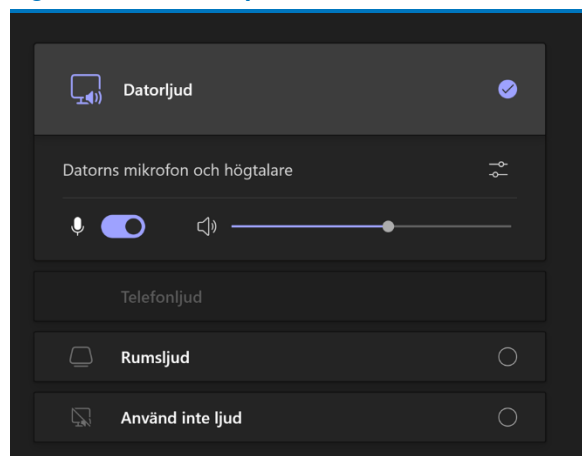 Datorljud
Datorns mikrofon och högtalare
Telefonljud
Rumsljud
Använd inte ljud